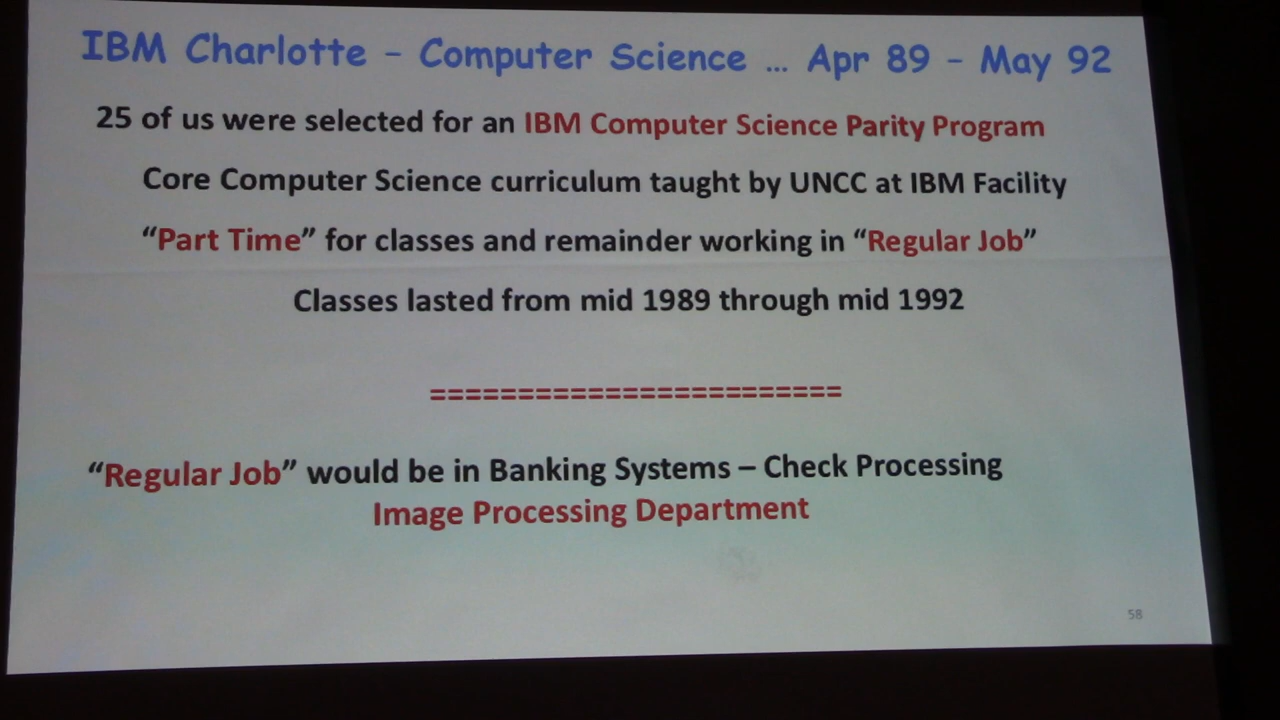 IBM Charlotte - Computer Science ... Apr 89 - May 92
25 of us were selected for an IBM Computer Science Parity Program
Core Computer Science curriculum taught by UNCC at IBM Facility
“Part Time” for classes and remainder working in “Regular Job”
Classes lasted from mid 1989 through mid 1992
=======================
“Regular Job” would be in Banking Systems – Check Processing
Image Processing Department
58